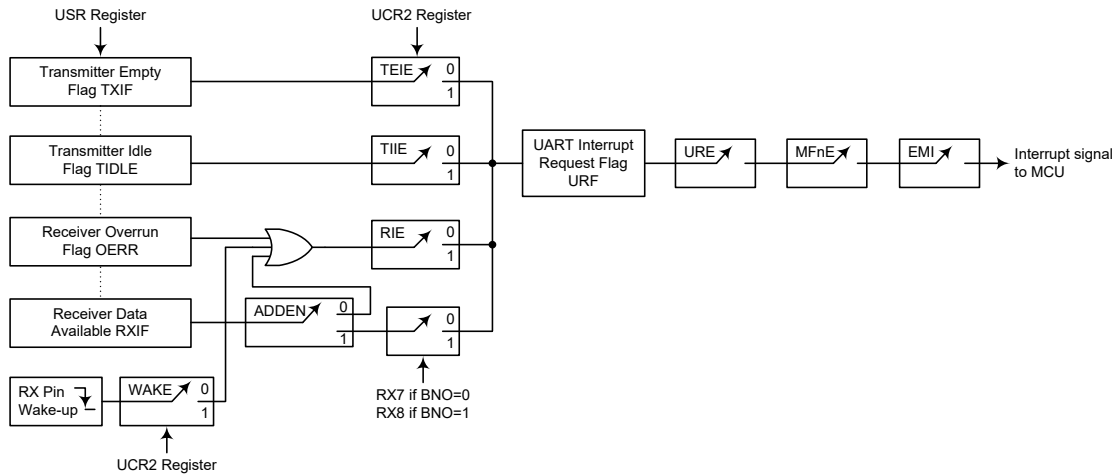 USR Register
UCR2 Register
Transmitter Empty
Flag TXIF
TEIE
0
1
Transmitter Idle
Flag TIDLE
TIIE
0
1
UART Interrupt
Request Flag
URF
URE
MFnE
EMI
Interrupt signal
to MCU
Receiver Overrun
Flag OERR
RIE
0
1
Receiver Data
Available RXIF
ADDEN
0
1
0
1
RX7 if BNO=0
RX8 if BNO=1
RX Pin
Wake-up
WAKE
0
1
UCR2 Register